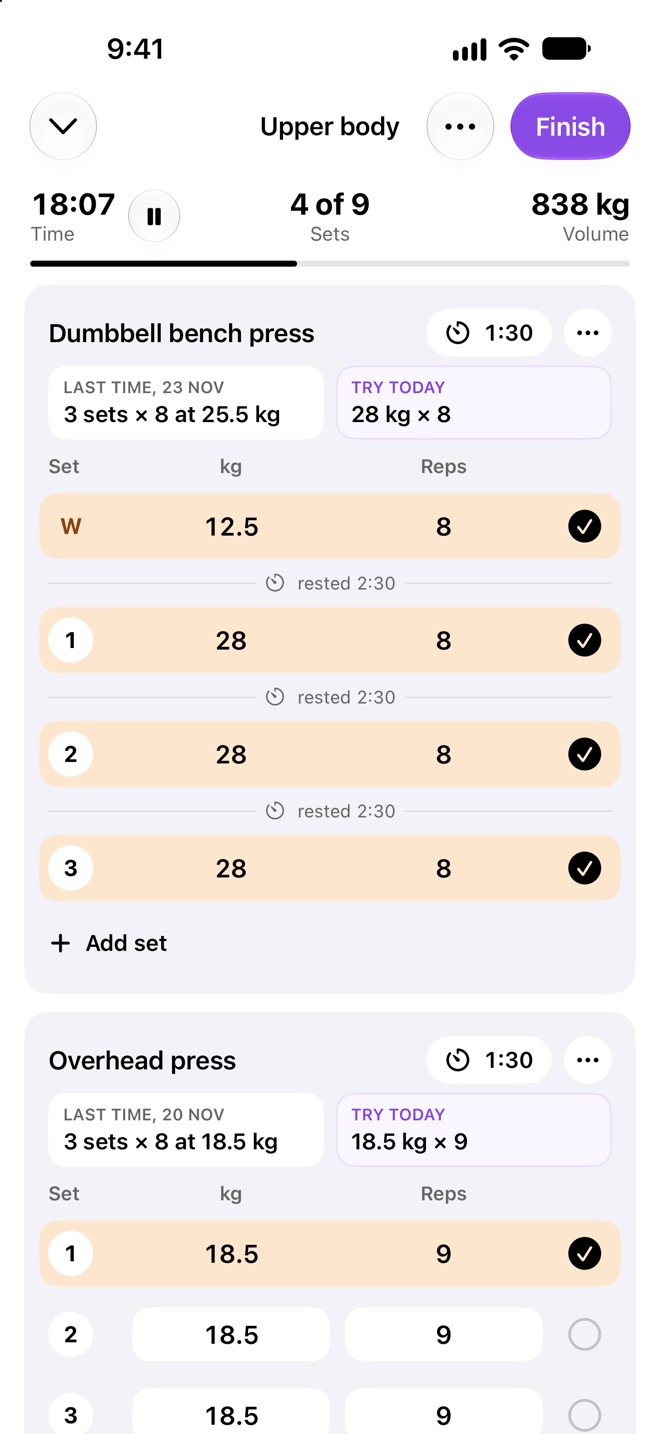 9:41
Upper body
Finish
18:07
4 of 9
838 kg
Time
Sets
Volume
Dumbbell bench press
1:30
LAST TIME, 23 NOV
3 sets × 8 at 25.5 kg
TRY TODAY
28 kg × 8
Set kg Reps
W 12.5 8
rested 2:30
1 28 8
rested 2:30
2 28 8
rested 2:30
3 28 8
+ Add set
Overhead press
1:30
LAST TIME, 20 NOV
3 sets × 8 at 18.5 kg
TRY TODAY
18.5 kg × 9
Set kg Reps
1 18.5 9
2 18.5 9
3 18.5 9